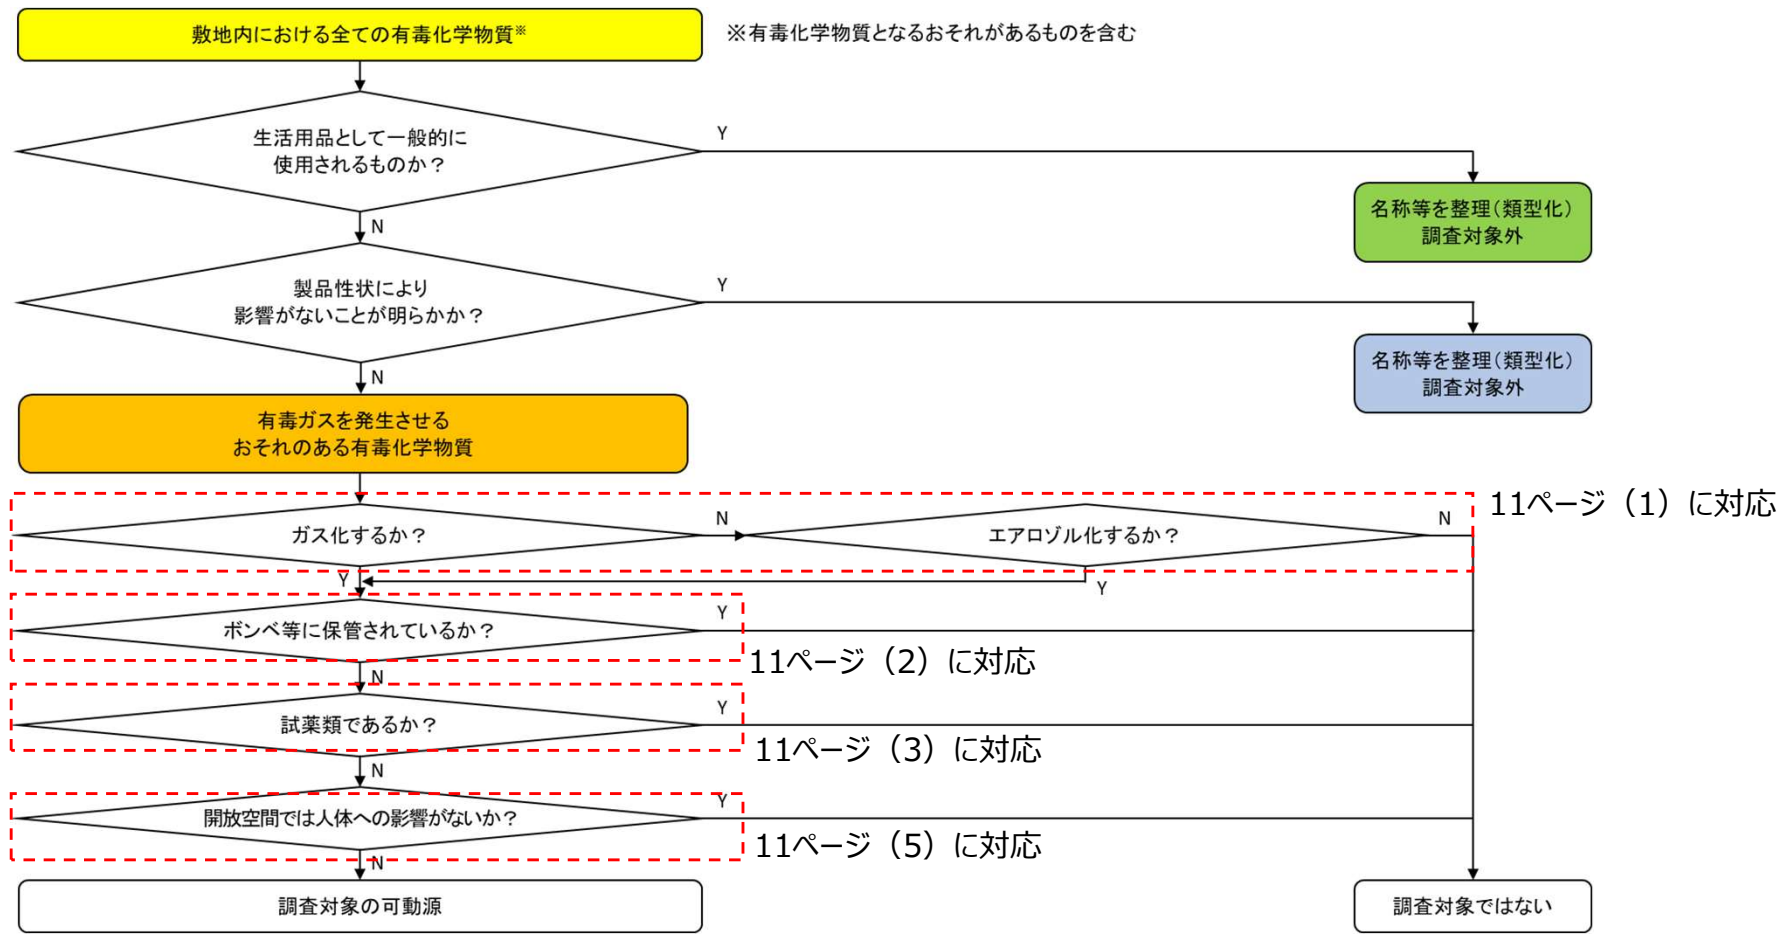 敷地内における全ての有毒化学物質※
※有毒化学物質となるおそれがあるものを含む
生活用品として一般的に
使用されるものか？
Y
名称等を整理（類型化）
調査対象外
N
製品性状により
影響がないことが明らかか？
Y
名称等を整理（類型化）
調査対象外
N
有毒ガスを発生させる
おそれのある有毒化学物質
11ページ（1）に対応
ガス化するか？
N
エアロゾル化するか？
N
Y
Y
ボンベ等に保管されているか？
Y
11ページ（2）に対応
N
試薬類であるか？
Y
11ページ（3）に対応
N
開放空間では人体への影響がないか？
Y
11ページ（5）に対応
N
調査対象の可動源
調査対象ではない